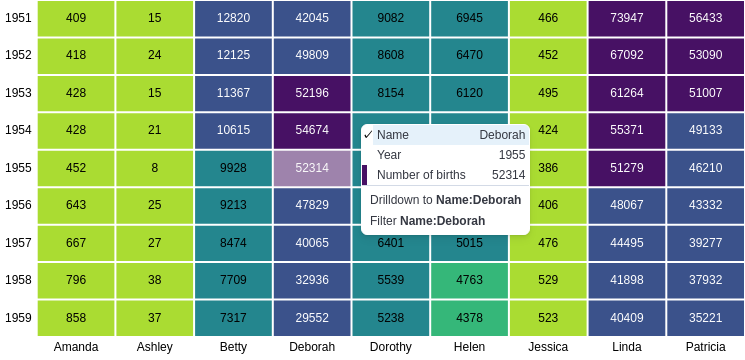 1951 409 15 12820 42045 9082 6945 466 73947 56433
1952 418 24 12125 49809 8608 6470 452 67092 53090
1953 428 15 11367 52196 8154 6120 495 61264 51007
1954 428 21 10615 54674 424 55371 49133
✓ Name Deborah
Year 1955
1955 452 8 9928 52314 386 51279 46210
Number of births 52314
Drilldown to Name:Deborah
1956 643 25 9213 47829 406 48067 43332
Filter Name:Deborah
1957 667 27 8474 40065 6401 5015 476 44495 39277
1958 796 38 7709 32936 5539 4763 529 41898 37932
1959 858 37 7317 29552 5238 4378 523 40409 35221
Amanda Ashley Betty Deborah Dorothy Helen Jessica Linda Patricia